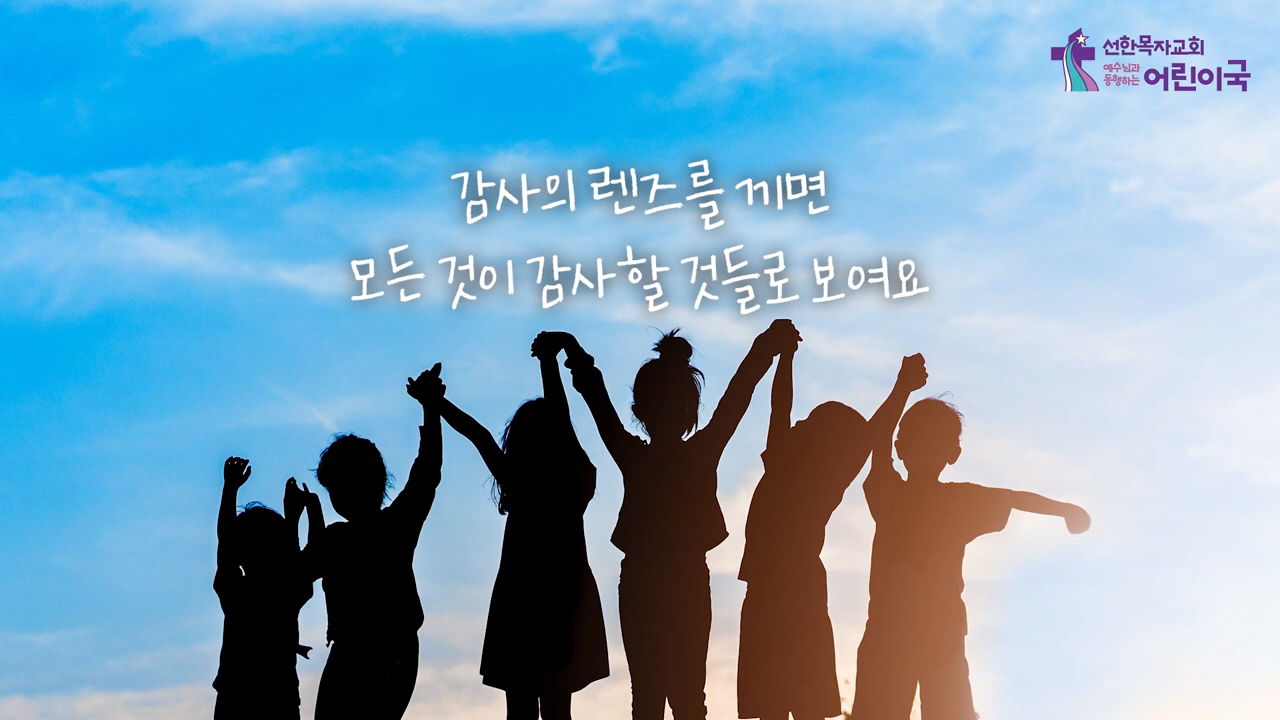 선한목자교회
예수님과
동행하는
어린이국
감사의 렌즈를 끼면
모든 것이 감사할 것들로 보여요